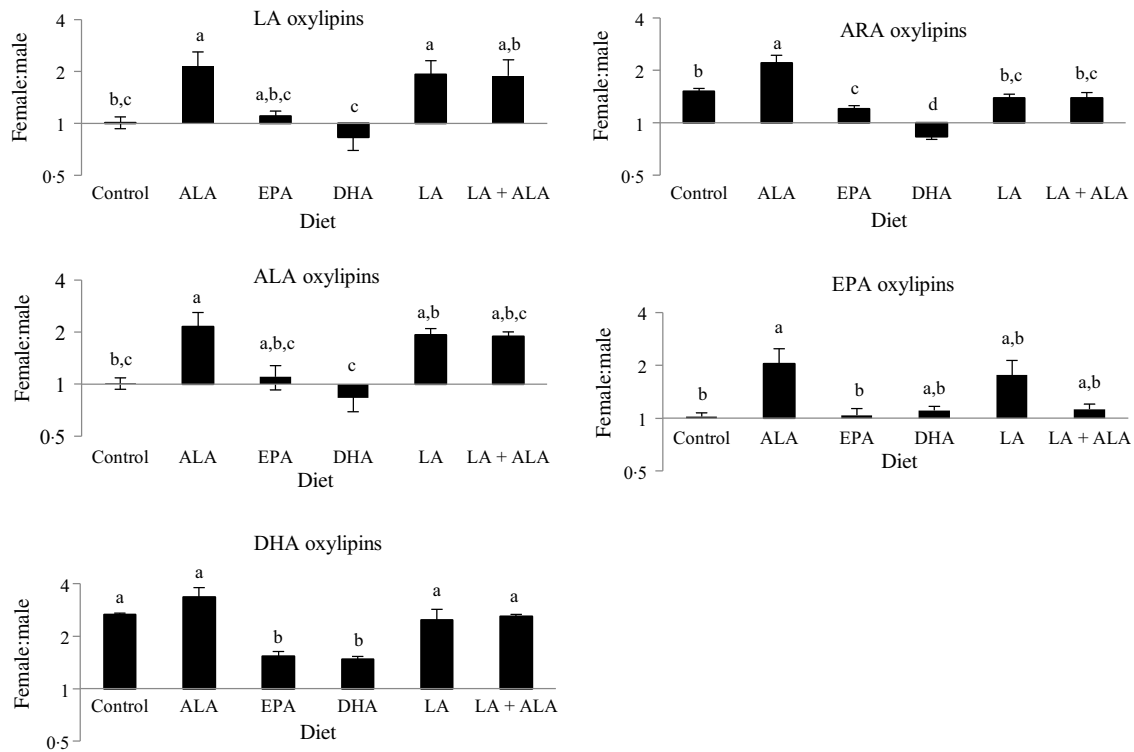 LA oxylipins
Female:male
4
2
1
0·5
b,c
a
a,b,c
c
a
a,b
Control ALA EPA DHA LA LA + ALA
Diet
ARA oxylipins
Female:male
4
2
1
0·5
b
a
c
d
b,c
b,c
Control ALA EPA DHA LA LA + ALA
Diet
ALA oxylipins
Female:male
4
2
1
0·5
b,c
a
a,b,c
c
a,b
a,b,c
Control ALA EPA DHA LA LA + ALA
Diet
EPA oxylipins
Female:male
4
2
1
0·5
b
a
b
a,b
a,b
a,b
Control ALA EPA DHA LA LA + ALA
Diet
DHA oxylipins
Female:male
4
2
1
0·5
a
a
b
b
a
a
Control ALA EPA DHA LA LA + ALA
Diet